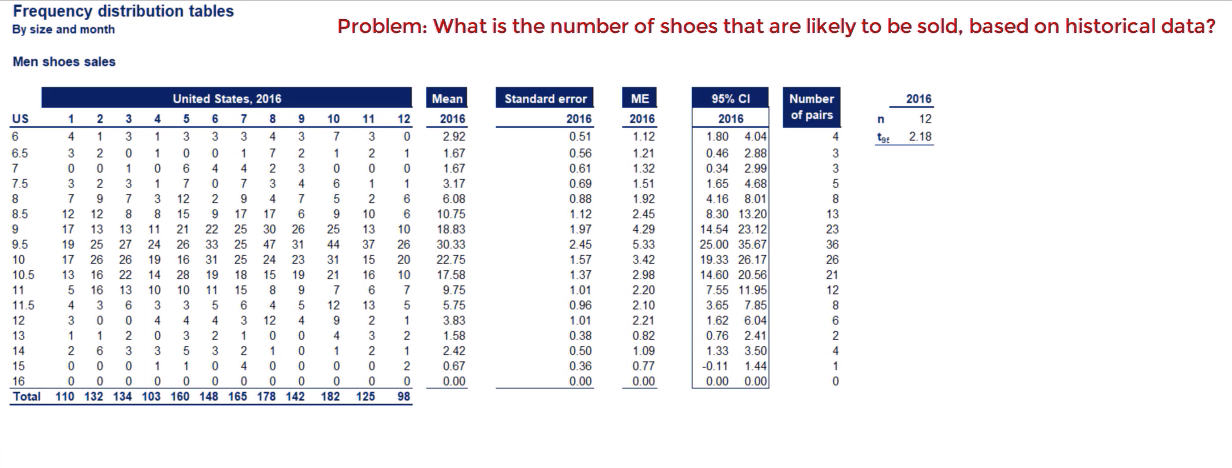 Frequency distribution tables
By size and month
Problem: What is the number of shoes that are likely to be sold, based on historical data?
Men shoes sales
United States, 2016 Mean Standard error ME 95% CI Number of pairs 2016
US 1 2 3 4 5 6 7 8 9 10 11 12 2016 2016 2016 2016 n 12
6 4 1 3 1 3 3 3 4 3 7 3 0 2.92 0.51 1.12 1.80 4.04 4 2.18
6.5 3 2 0 1 0 0 1 7 2 1 2 1 1.67 0.56 1.21 0.46 2.88 3
7 0 0 1 0 6 4 4 2 3 0 0 0 1.67 0.61 1.32 0.34 2.99 3
7.5 3 2 3 1 7 0 7 3 4 6 1 1 3.17 0.69 1.51 1.65 4.68 5
8 7 9 7 3 12 2 9 4 7 5 2 6 6.08 0.88 1.92 4.16 8.01 8
8.5 12 12 8 8 15 9 17 17 6 9 10 6 10.75 1.12 2.45 8.30 13.20 13
9 17 13 13 11 21 22 25 30 26 25 13 10 18.83 1.97 4.29 14.54 23.12 23
9.5 19 25 27 24 26 33 25 47 31 44 37 26 30.33 2.45 5.33 25.00 35.67 36
10 17 26 26 19 16 31 25 24 23 31 15 20 22.75 1.57 3.42 19.33 26.17 26
10.5 13 16 22 14 28 19 18 15 19 21 16 10 17.58 1.37 2.98 14.60 20.56 21
11 5 16 13 10 10 11 15 8 9 7 6 7 9.75 1.01 2.20 7.55 11.95 12
11.5 4 3 6 3 3 5 6 4 5 12 13 5 5.75 0.96 2.10 3.65 7.85 8
12 3 0 0 4 4 4 3 12 4 9 2 1 3.83 1.01 2.21 1.62 6.04 6
13 1 1 2 0 3 2 1 0 0 4 3 2 1.58 0.38 0.82 0.76 2.41 2
14 2 6 3 3 5 3 2 1 0 1 2 1 2.42 0.50 1.09 1.33 3.50 4
15 0 0 0 1 1 0 4 0 0 0 0 2 0.67 0.36 0.77 -0.11 1.44 1
16 0 0 0 0 0 0 0 0 0 0 0 0 0.00 0.00 0.00 0.00 0.00 0
Total 110 132 134 103 160 148 165 178 142 182 125 98